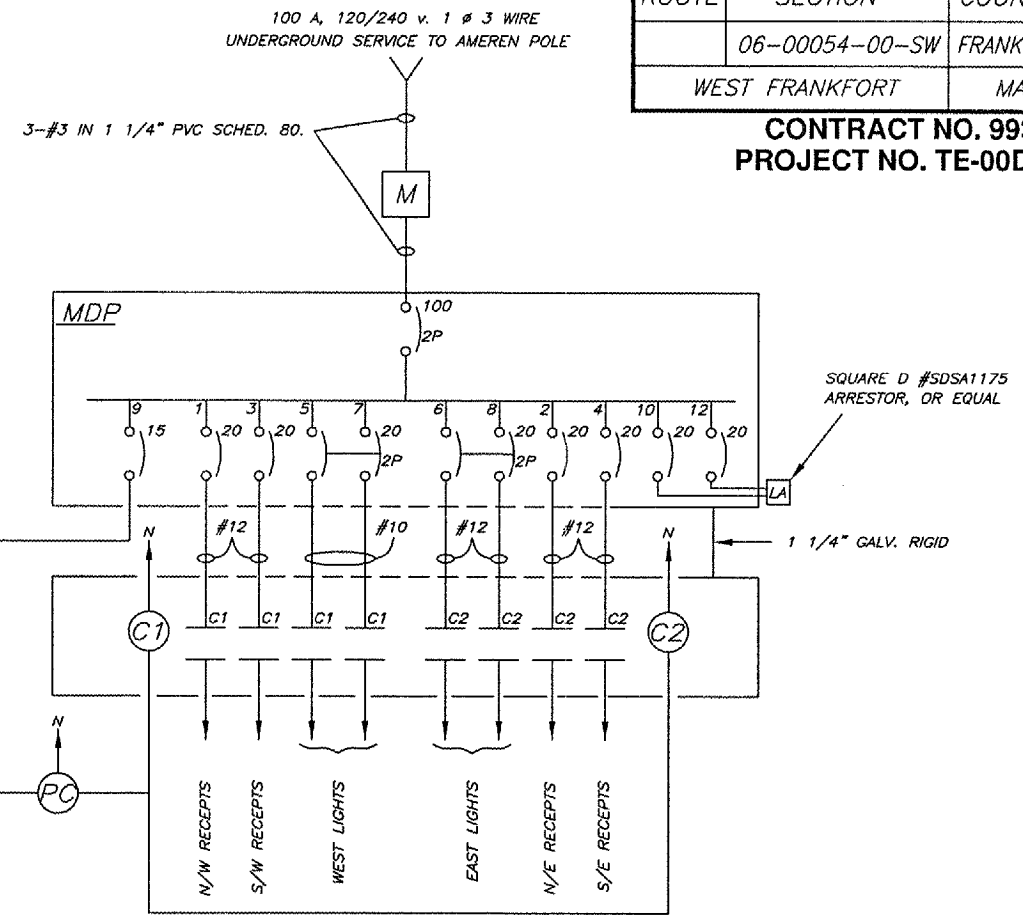 100 A, 120/240 v. 1 ø 3 WIRE
UNDERGROUND SERVICE TO AMEREN POLE
ROUTE SECTION
06-00054-00-SW FRANK
WEST FRANKFORT MA
CONTRACT NO. 99
PROJECT NO. TE-00D
3-#3 IN 1 1/4" PVC SCHED. 80.
M
MDP
100
2P
SQUARE D #SDSA1175
ARRESTOR, OR EQUAL
9 1 3 5 7 6 8 2 4 10 12
15 20 20 20 20 20 20 20 20
2P 2P
LA
N #12 #10 #12 #12 N
1 1/4" GALV. RIGID
C1 C1 C1 C1 C1 C2 C2 C2 C2 C2
N
PC
N/W RECEPTS
S/W RECEPTS
WEST LIGHTS
EAST LIGHTS
N/E RECEPTS
S/E RECEPTS